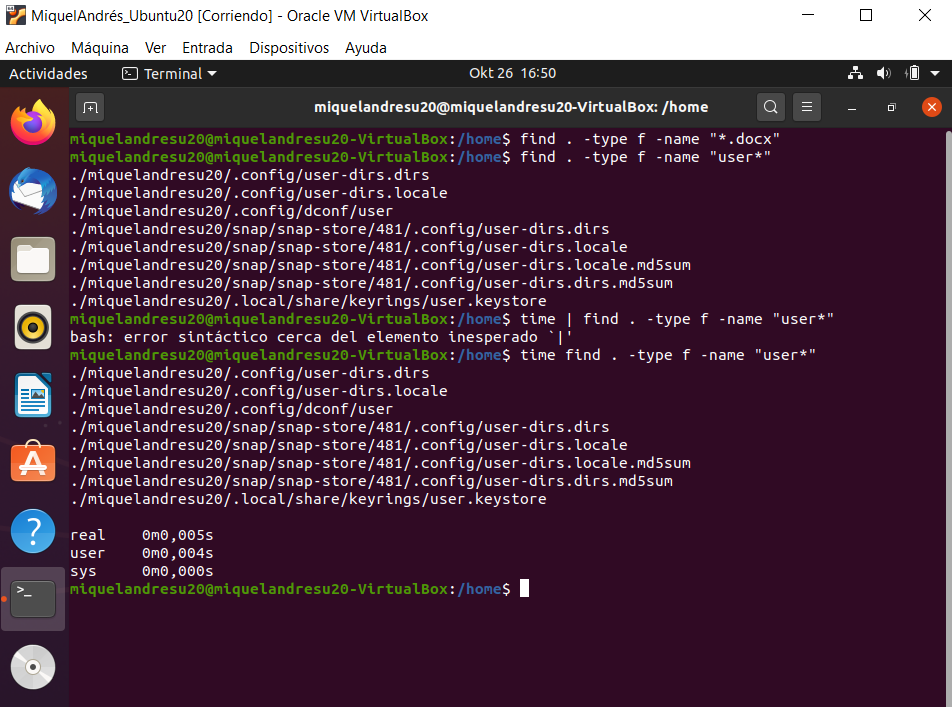 MiquelAndrés_Ubuntu20 [Corriendo] - Oracle VM VirtualBox
Archivo Máquina Ver Entrada Dispositivos Ayuda
Actividades Terminal Okt 26 16:50
miquelandresu20@miquelandresu20-VirtualBox: /home
miquelandresu20@miquelandresu20-VirtualBox:/home$ find . -type f -name "*.docx"
miquelandresu20@miquelandresu20-VirtualBox:/home$ find . -type f -name "user*"
./miquelandresu20/.config/user-dirs.dirs
./miquelandresu20/.config/user-dirs.locale
./miquelandresu20/.config/dconf/user
./miquelandresu20/snap/snap-store/481/.config/user-dirs.dirs
./miquelandresu20/snap/snap-store/481/.config/user-dirs.locale
./miquelandresu20/snap/snap-store/481/.config/user-dirs.locale.md5sum
./miquelandresu20/snap/snap-store/481/.config/user-dirs.dirs.md5sum
./miquelandresu20/.local/share/keyrings/user.keystore
miquelandresu20@miquelandresu20-VirtualBox:/home$ time | find . -type f -name "user*"
bash: error sintáctico cerca del elemento inesperado `|'
miquelandresu20@miquelandresu20-VirtualBox:/home$ time find . -type f -name "user*"
./miquelandresu20/.config/user-dirs.dirs
./miquelandresu20/.config/user-dirs.locale
./miquelandresu20/.config/dconf/user
./miquelandresu20/snap/snap-store/481/.config/user-dirs.dirs
./miquelandresu20/snap/snap-store/481/.config/user-dirs.locale
./miquelandresu20/snap/snap-store/481/.config/user-dirs.locale.md5sum
./miquelandresu20/snap/snap-store/481/.config/user-dirs.dirs.md5sum
./miquelandresu20/.local/share/keyrings/user.keystore
real 0m0,005s
user 0m0,004s
sys 0m0,000s
miquelandresu20@miquelandresu20-VirtualBox:/home$